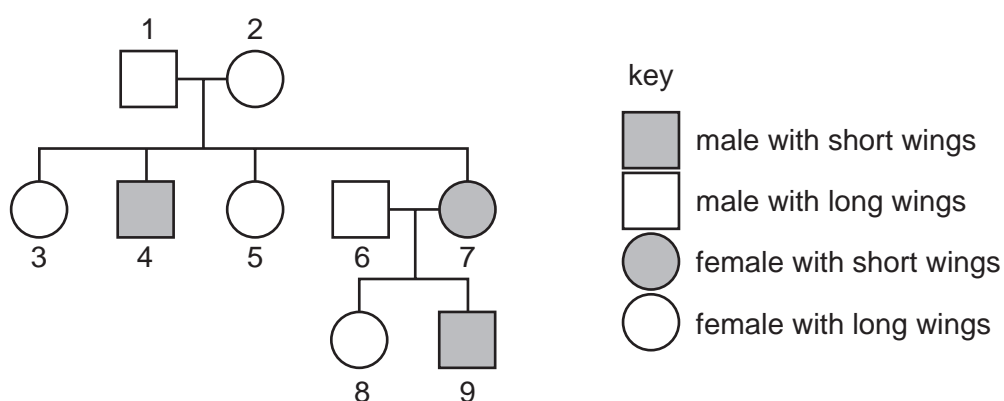 1 2
key
male with short wings
male with long wings
female with short wings
female with long wings
3 4 5 6 7
8 9